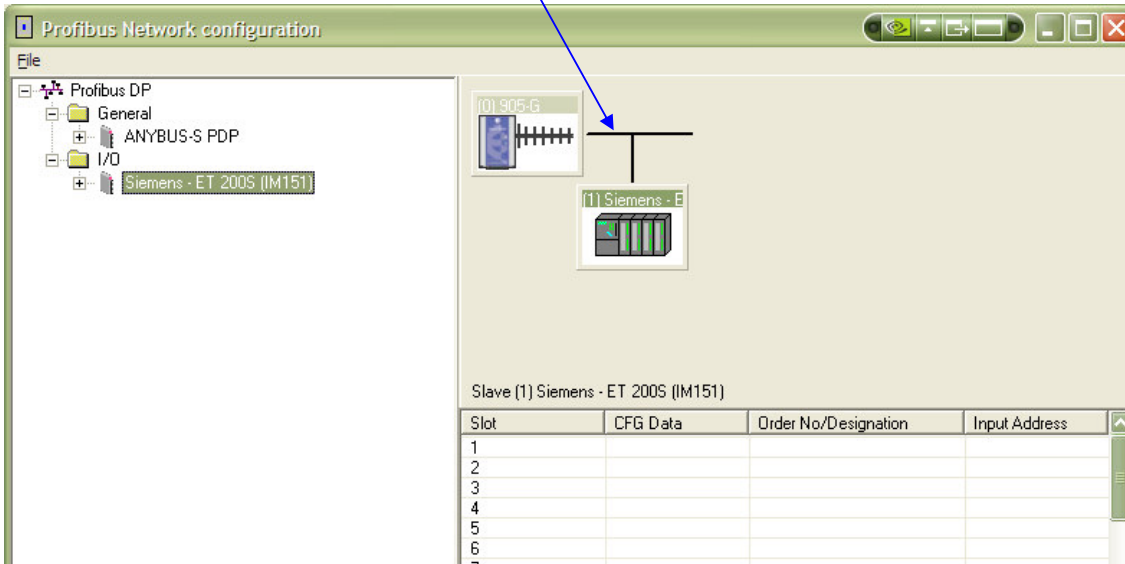 Profibus Network configuration
File
Profibus DP
General
ANYBUS-S PDP
I/O
Siemens - ET 200S (IM151)
(0) 905-G
(1) Siemens - E
Slave (1) Siemens - ET 200S (IM151)
Slot CFG Data Order No/Designation Input Address
1
2
3
4
5
6